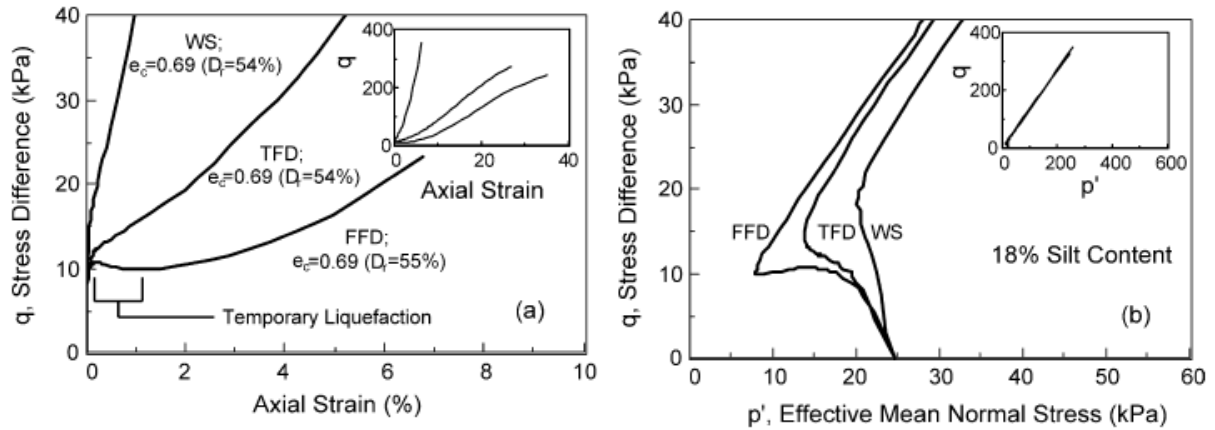 q, Stress Difference (kPa)
40
30
20
10
0
0
2
4
6
8
10
Axial Strain (%)
WS;
e_c=0.69 (D_r=54%)
TFD;
e_c=0.69 (D_r=54%)
FFD;
e_c=0.69 (D_r=55%)
Temporary Liquefaction
(a)
q
400
200
0
0
20
40
Axial Strain
q, Stress Difference (kPa)
40
30
20
10
0
0
10
20
30
40
50
60
p', Effective Mean Normal Stress (kPa)
FFD
TFD
WS
18% Silt Content
(b)
q
400
200
0
0
200
400
600
p'